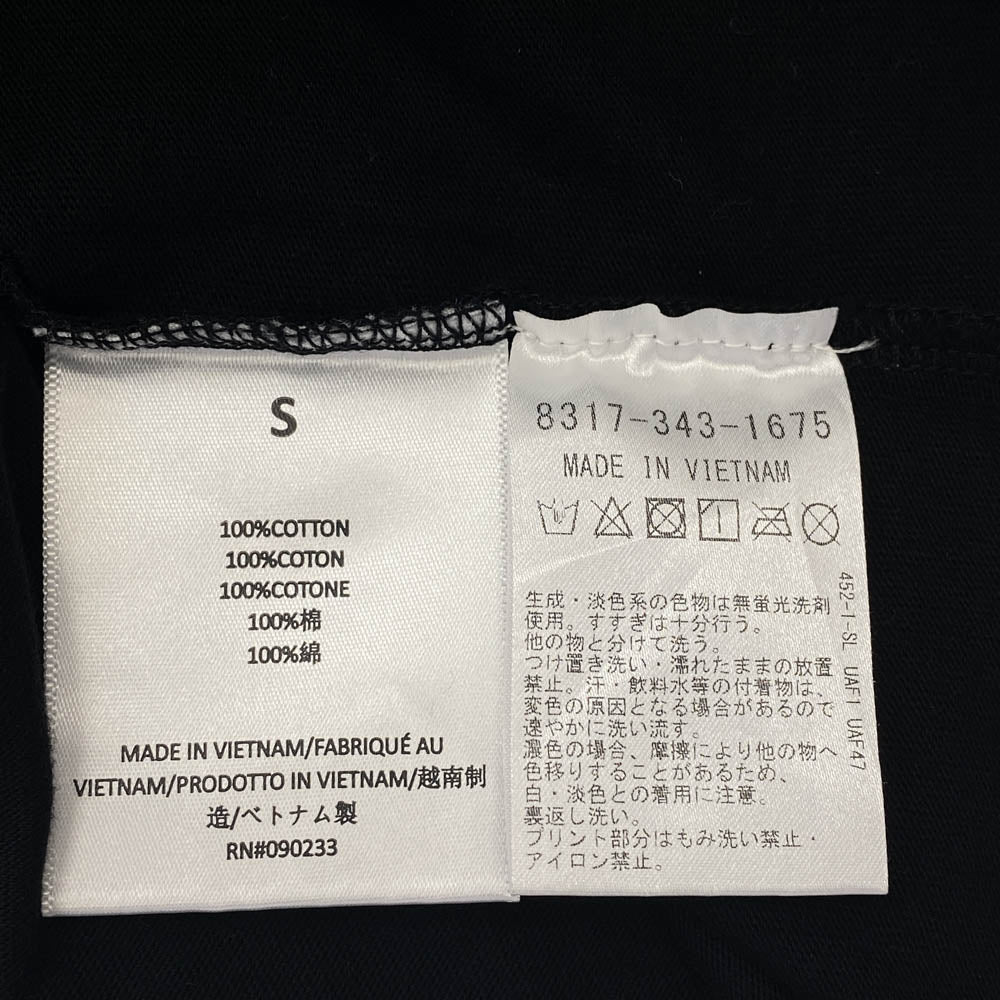 S
100%COTTON
100%COTON
100%COTONE
100%棉
100%綿
MADE IN VIETNAM/FABRIQUÉ AU
VIETNAM/PRODOTTO IN VIETNAM/越南制
造/ベトナム製
RN#090233
8317-343-1675
MADE IN VIETNAM
生成・淡色系の色物は無蛍光洗剤
使用。すすぎは十分行う。
他の物と分けて洗う。
つけ置き洗い・濡れたままの放置
禁止。汗・飲料水等の付着物は、
変色の原因となる場合があるので
速やかに洗い流す。
濃色の場合、摩擦により他の物へ
色移りすることがあるため、
白・淡色との着用に注意。
裏返し洗い。
プリント部分はもみ洗い禁止・
アイロン禁止。
452-1-SL UAF1 UAF47